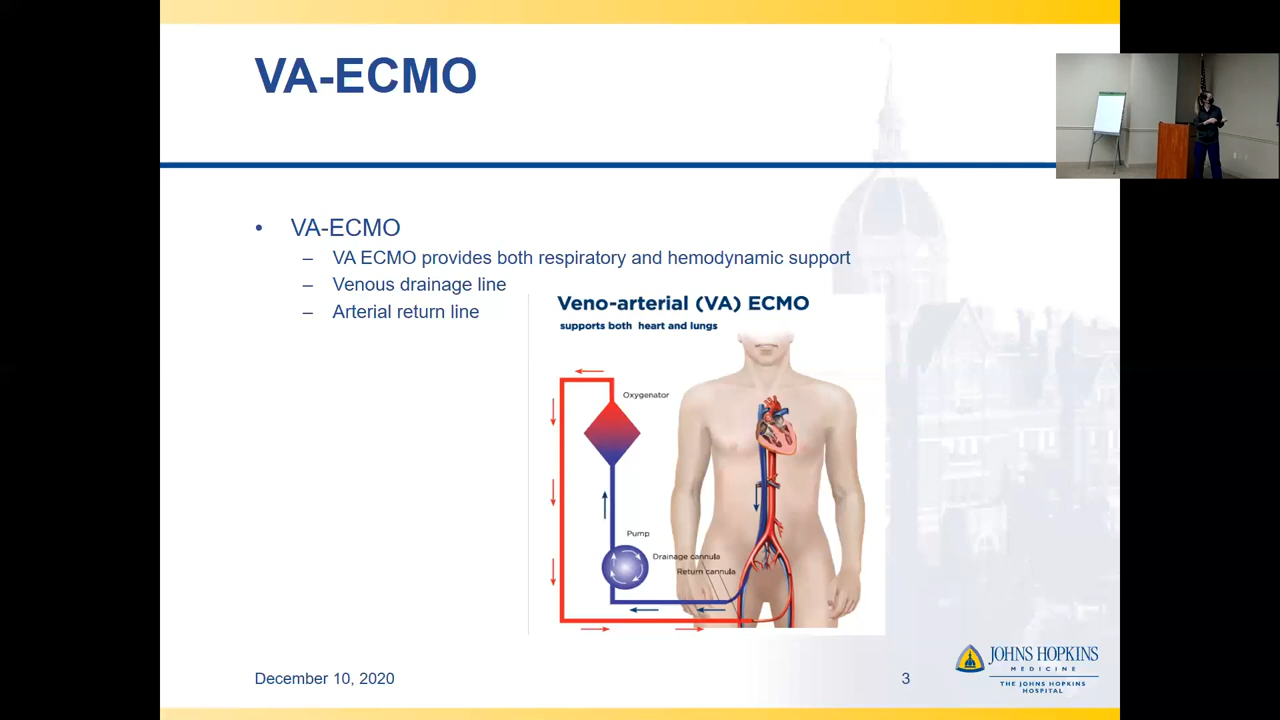 VA-ECMO
• VA-ECMO
– VA ECMO provides both respiratory and hemodynamic support
– Venous drainage line
– Arterial return line
Veno-arterial (VA) ECMO
supports both heart and lungs
Oxygenator
Pump
Drainage cannula
Return cannula
December 10, 2020
3
JOHNS HOPKINS
MEDICINE
THE JOHNS HOPKINS
HOSPITAL